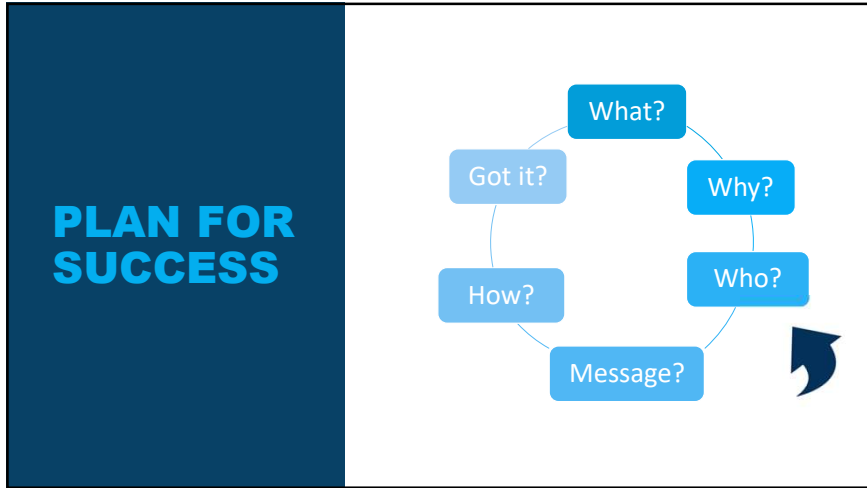 PLAN FOR
SUCCESS
What?
Why?
Who?
Message?
How?
Got it?